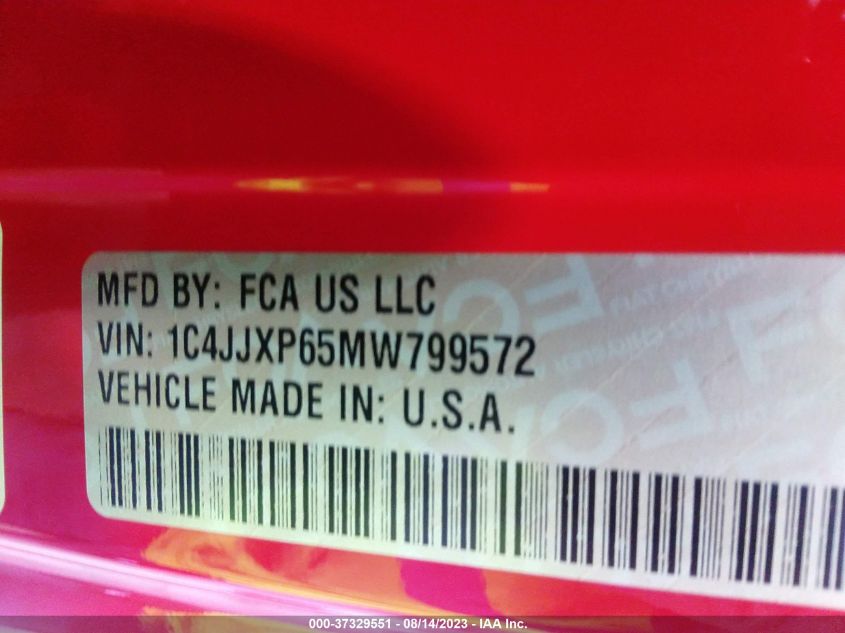 MFD BY: FCA US LLC
VIN: 1C4JJXP65MW799572
VEHICLE MADE IN: U.S.A.
000-37329551 - 08/14/2023 - IAA Inc.